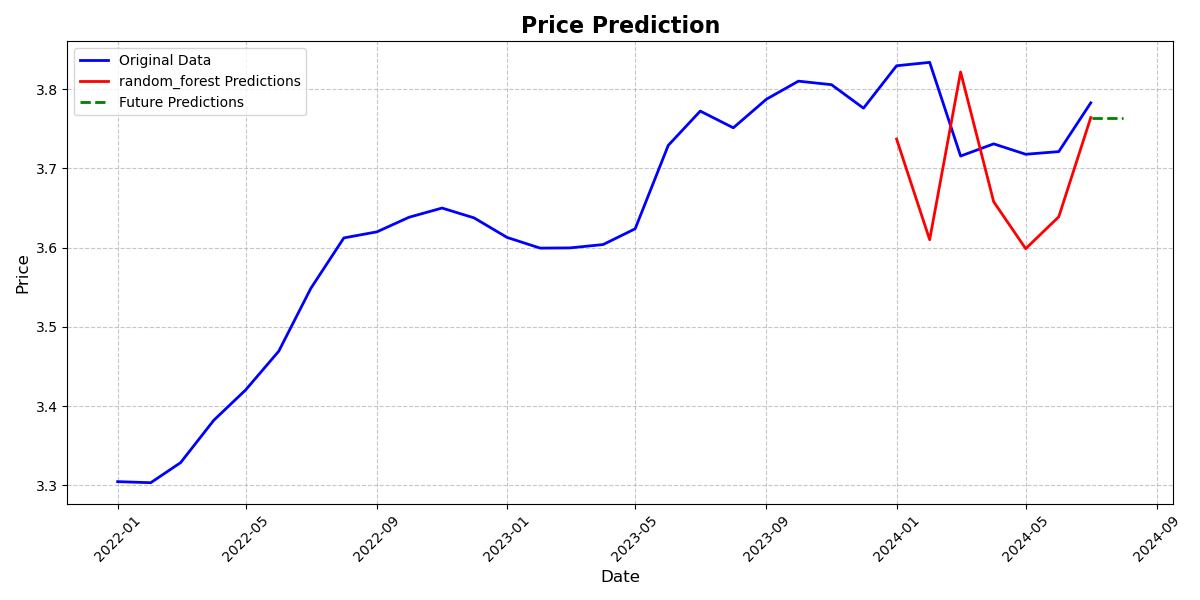 Price Prediction
Original Data
random_forest Predictions
Future Predictions
Price
3.8
3.7
3.6
3.5
3.4
3.3
2022-01
2022-05
2022-09
2023-01
2023-05
2023-09
2024-01
2024-05
2024-09
Date